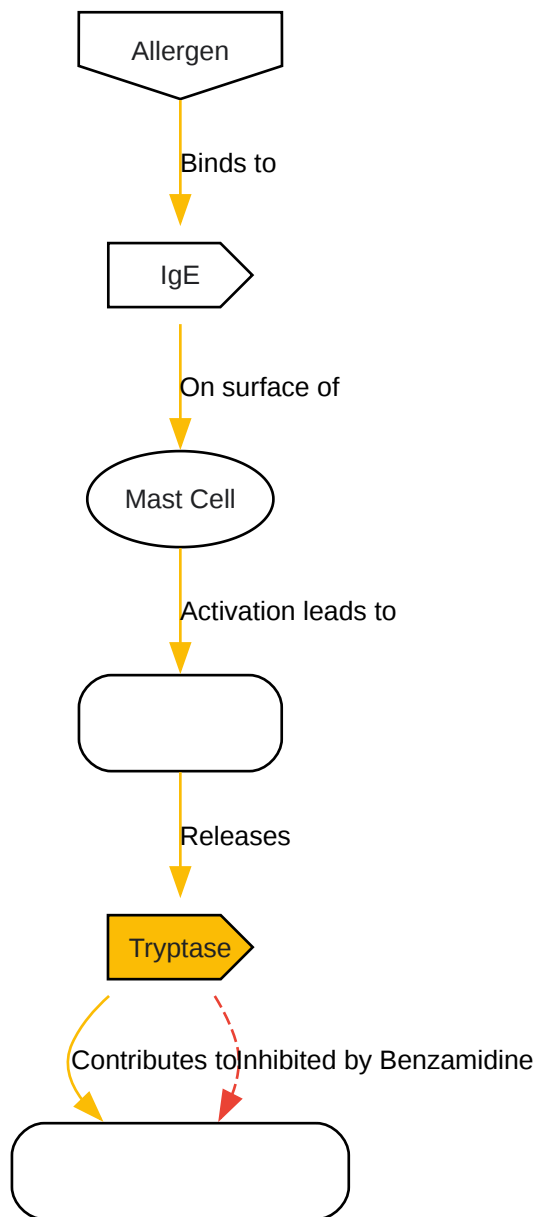 Allergen
Binds to
IgE
On surface of
Mast Cell
Activation leads to
Releases
Tryptase
Contributes to
Inhibited by Benzamidine